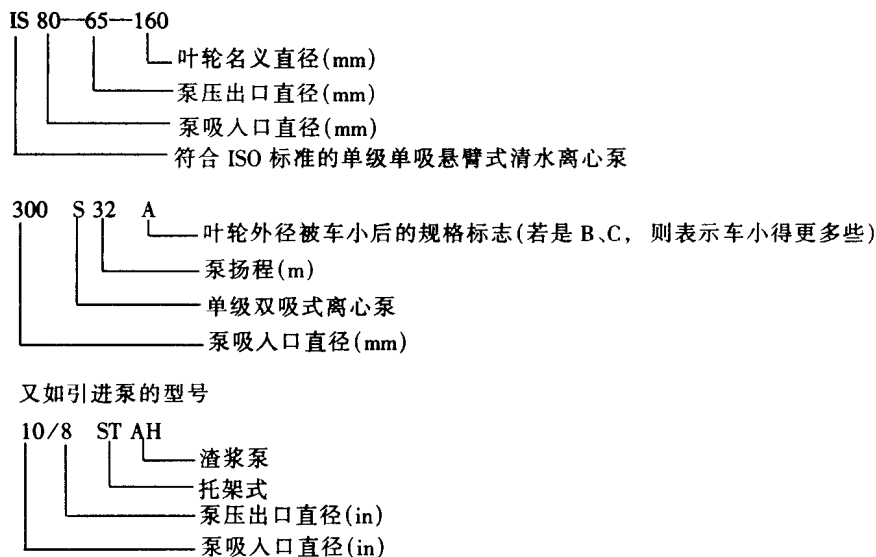 IS 80—65—160
叶轮名义直径(mm)
泵压出口直径(mm)
泵吸入口直径(mm)
符合 ISO 标准的单级单吸悬臂式清水离心泵
300 S 32 A
叶轮外径被车小后的规格标志(若是 B、C, 则表示车小得更多些)
泵扬程(m)
单级双吸式离心泵
泵吸入口直径(mm)
又如引进泵的型号
10/8 ST AH
渣浆泵
托架式
泵压出口直径(in)
泵吸入口直径(in)